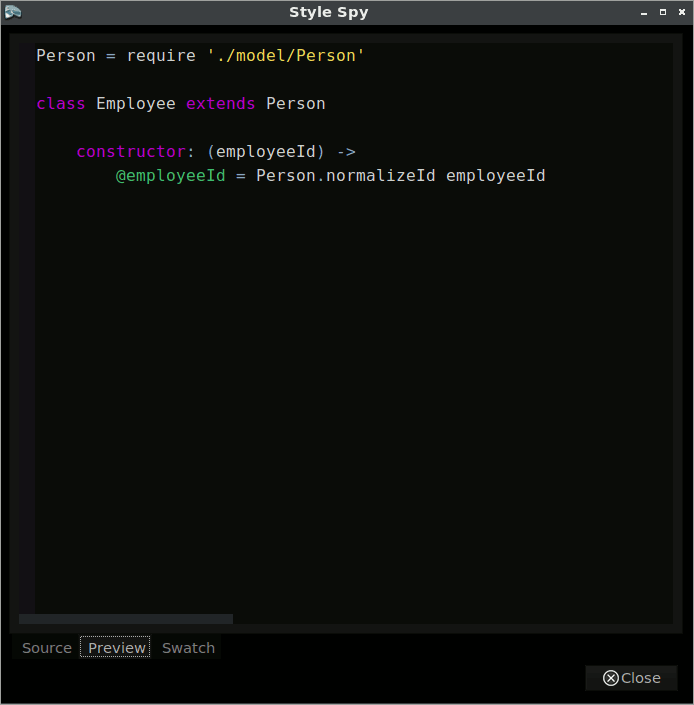 Style Spy
Person = require './model/Person'
class Employee extends Person
constructor: (employeeId) ->
@employeeId = Person.normalizeId employeeId
Source Preview Swatch
Close